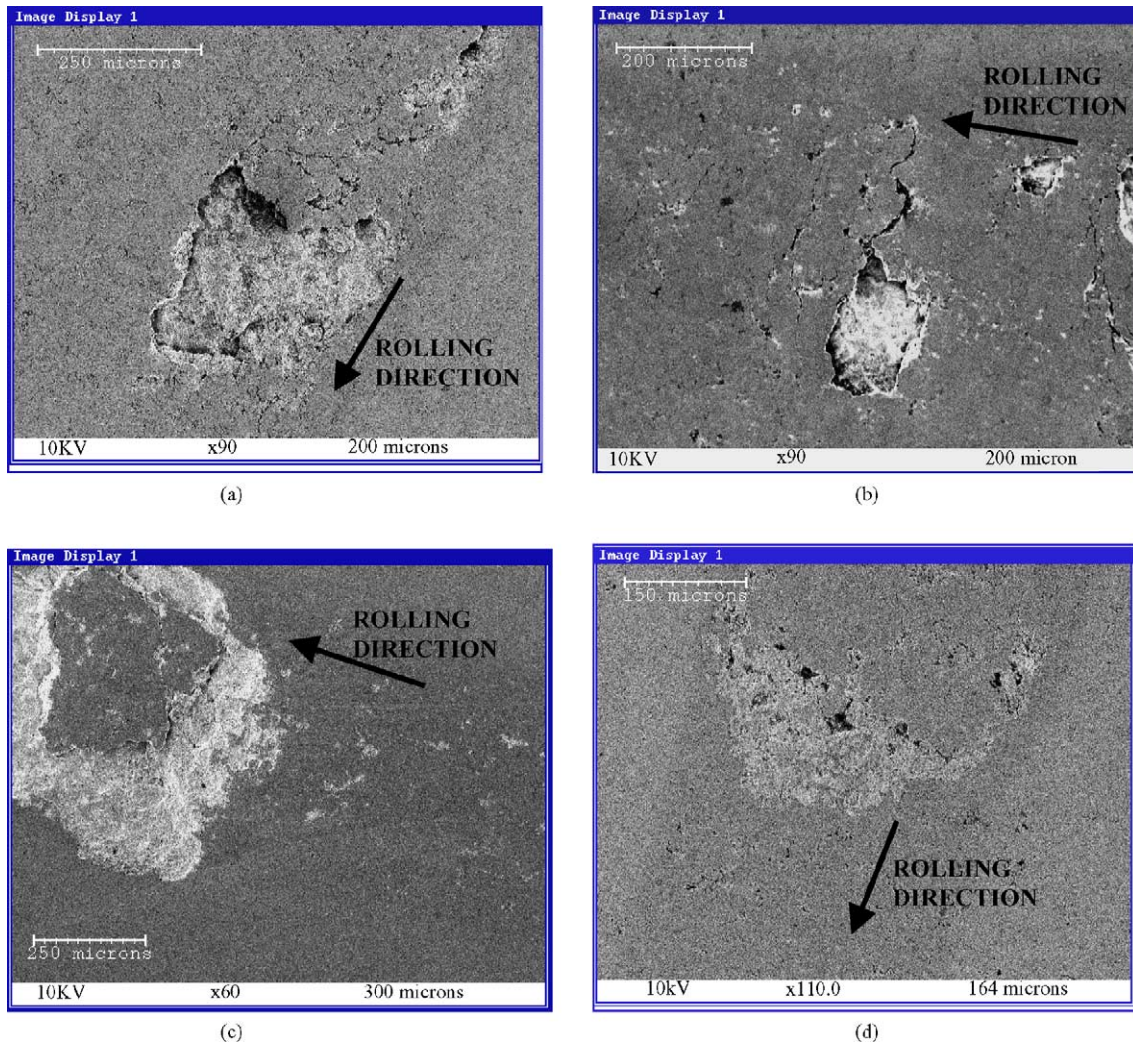 Image Display 1
250 microns
ROLLING
DIRECTION
10KV x90 200 microns
(a)
Image Display 1
200 microns
ROLLING
DIRECTION
10KV x90 200 micron
(b)
Image Display 1
ROLLING
DIRECTION
250 microns
10KV x60 300 microns
(c)
Image Display 1
150 microns
ROLLING
DIRECTION
10kV x110.0 164 microns
(d)